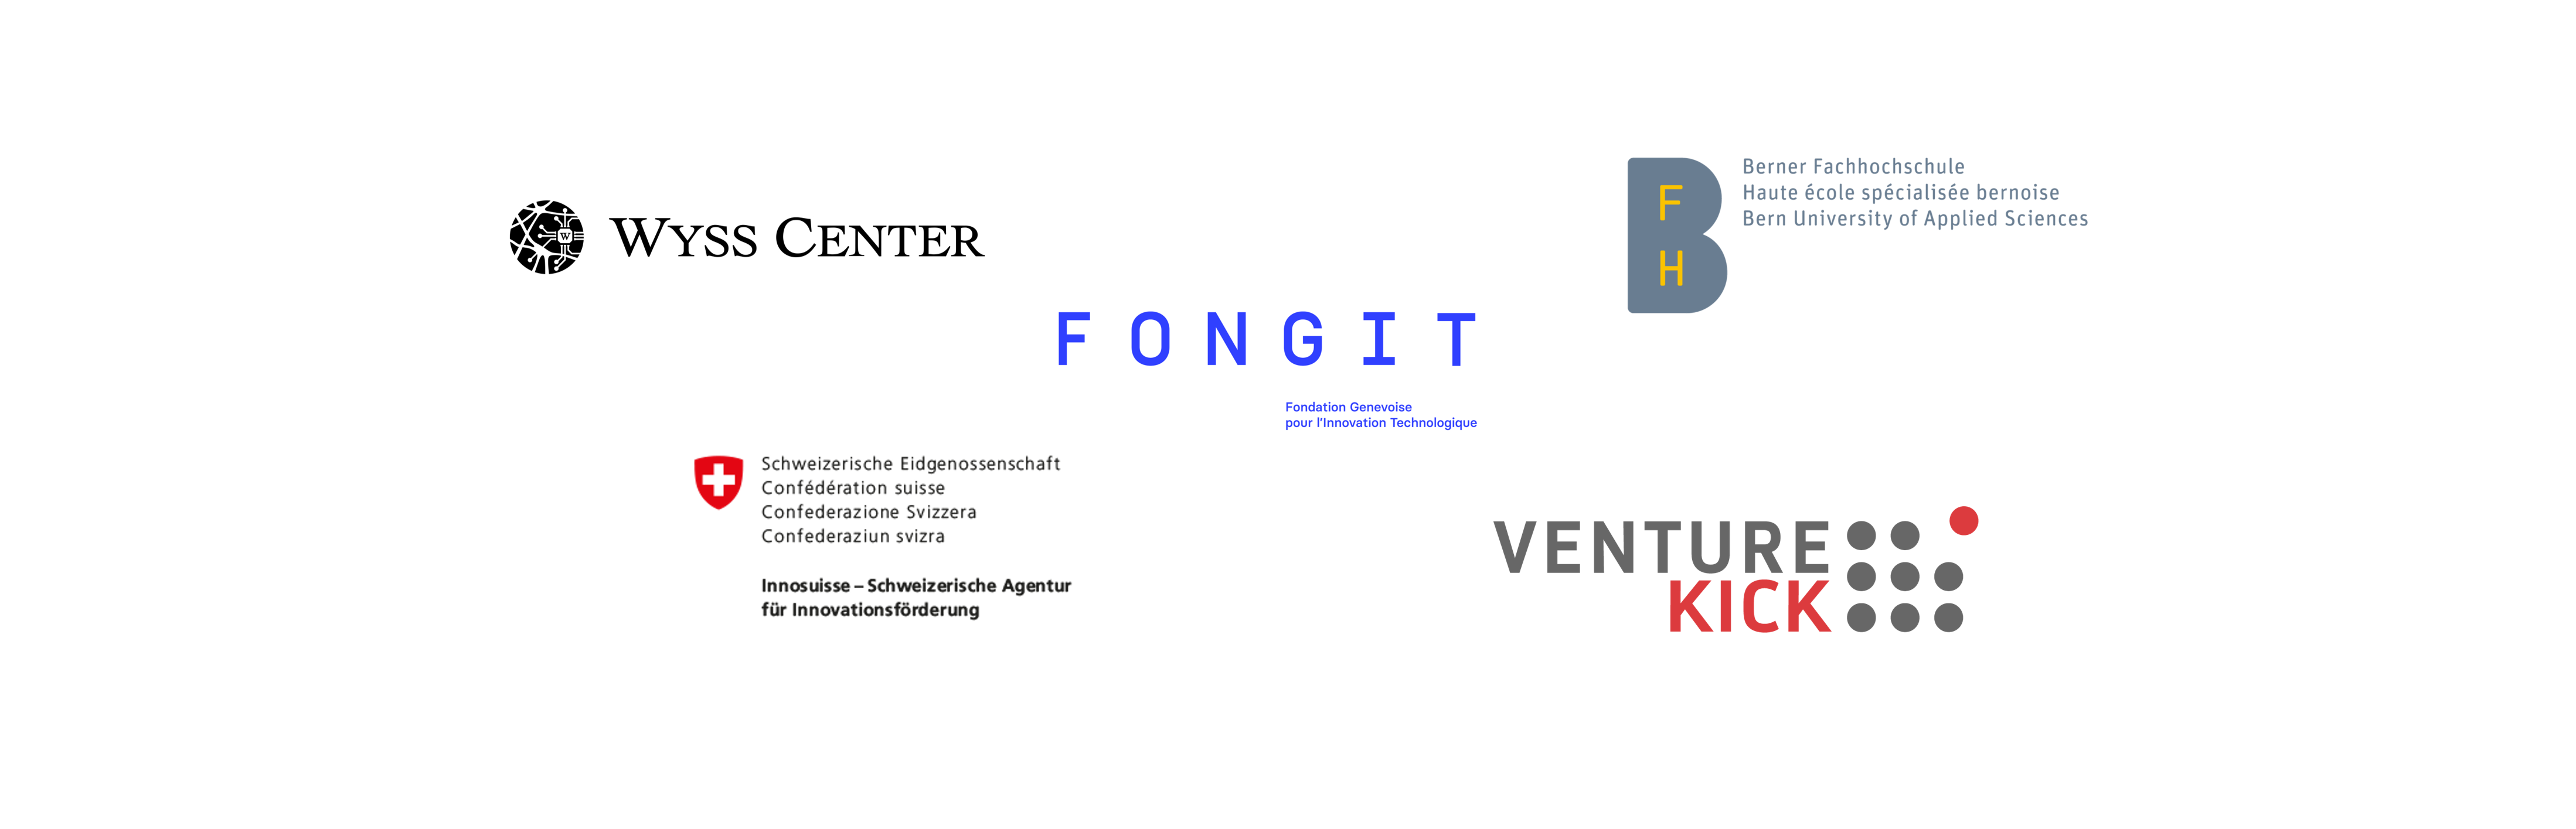 W
WYSS CENTER
F
H
Berner Fachhochschule
Haute école spécialisée bernoise
Bern University of Applied Sciences
FONGIT
Fondation Genevoise
pour l'Innovation Technologique
Schweizerische Eidgenossenschaft
Confédération suisse
Confederazione Svizzera
Confederaziun svizra
Innosuisse – Schweizerische Agentur
für Innovationsförderung
VENTURE
KICK